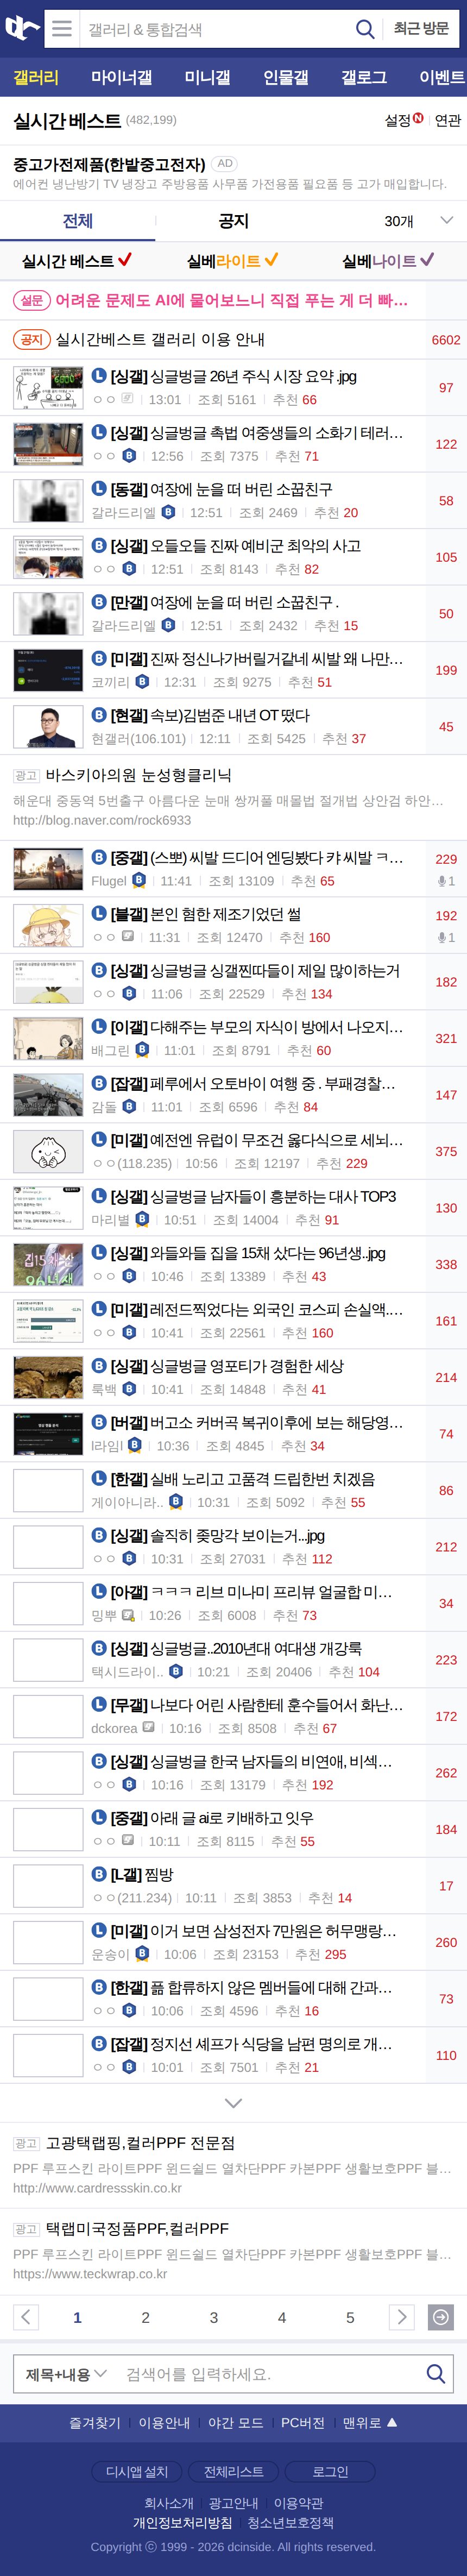 갤러리 & 통합검색
최근 방문
갤러리 마이너갤 미니갤 인물갤 갤로그 이벤트
실시간 베스트 (482,199) 설정 N 연관
중고가전제품(한밭중고전자) AD
에어컨 냉난방기 TV 냉장고 주방용품 사무품 가전용품 필요품 등 고가 매입합니다.
전체 공지 30개
실시간 베스트 실베라이트 실베나이트
설문 어려운 문제도 AI에 물어보느니 직접 푸는 게 더 빠…
공지 실시간베스트 갤러리 이용 안내 6602
L [싱갤] 싱글벙글 26년 주식 시장 요약 .jpg 97
ㅇㅇ 13:01 조회 5161 추천 66
L [싱갤] 싱글벙글 촉법 여중생들의 소화기 테러… 122
ㅇㅇ B 12:56 조회 7375 추천 71
L [동갤] 여장에 눈을 떠 버린 소꿉친구 58
갈라드리엘 B 12:51 조회 2469 추천 20
B [싱갤] 오들오들 진짜 예비군 최악의 사고 105
ㅇㅇ B 12:51 조회 8143 추천 82
B [만갤] 여장에 눈을 떠 버린 소꿉친구 . 50
갈라드리엘 B 12:51 조회 2432 추천 15
B [미갤] 진짜 정신나가버릴거같네 씨발 왜 나만… 199
코끼리 B 12:31 조회 9275 추천 51
B [현갤] 속보)김범준 내년 OT 떴다 45
현갤러(106.101) 12:11 조회 5425 추천 37
광고 바스키아의원 눈성형클리닉
해운대 중동역 5번출구 아름다운 눈매 쌍꺼풀 매몰법 절개법 상안검 하안…
http://blog.naver.com/rock6933
B [중갤] (스뽀) 씨발 드디어 엔딩봤다 캬 씨발 ㅋ… 229
Flugel B 11:41 조회 13109 추천 65 1
L [블갤] 본인 혐한 제조기였던 썰 192
ㅇㅇ 11:31 조회 12470 추천 160 1
B [싱갤] 싱글벙글 싱갤찐따들이 제일 많이하는거 182
ㅇㅇ B 11:06 조회 22529 추천 134
L [이갤] 다해주는 부모의 자식이 방에서 나오지… 321
배그린 B 11:01 조회 8791 추천 60
B [잡갤] 페루에서 오토바이 여행 중 . 부패경찰… 147
감돌 B 11:01 조회 6596 추천 84
L [미갤] 예전엔 유럽이 무조건 옳다식으로 세뇌… 375
ㅇㅇ(118.235) 10:56 조회 12197 추천 229
L [싱갤] 싱글벙글 남자들이 흥분하는 대사 TOP3 130
마리별 B 10:51 조회 14004 추천 91
L [싱갤] 와들와들 집을 15채 샀다는 96년생..jpg 338
ㅇㅇ B 10:46 조회 13389 추천 43
L [미갤] 레전드찍었다는 외국인 코스피 손실액.… 161
ㅇㅇ B 10:41 조회 22561 추천 160
B [싱갤] 싱글벙글 영포티가 경험한 세상 214
룩백 B 10:41 조회 14848 추천 41
B [버갤] 버고소 커버곡 복귀이후에 보는 해당영… 74
l라임l B 10:36 조회 4845 추천 34
L [한갤] 실배 노리고 고품격 드립한번 치겠음 86
게이아니라.. B 10:31 조회 5092 추천 55
B [싱갤] 솔직히 좆망각 보이는거...jpg 212
ㅇㅇ B 10:31 조회 27031 추천 112
L [아갤] ㅋㅋㅋ 리브 미나미 프리뷰 얼굴합 미… 34
밍뿌 10:26 조회 6008 추천 73
B [싱갤] 싱글벙글..2010년대 여대생 개강룩 223
택시드라이.. B 10:21 조회 20406 추천 104
L [무갤] 나보다 어린 사람한테 훈수들어서 화난… 172
dckorea 10:16 조회 8508 추천 67
B [싱갤] 싱글벙글 한국 남자들의 비연애, 비섹… 262
ㅇㅇ B 10:16 조회 13179 추천 192
L [중갤] 아래 글 ai로 키배하고 잇우 184
ㅇㅇ 10:11 조회 8115 추천 55
B [L갤] 찜방 17
ㅇㅇ(211.234) 10:11 조회 3853 추천 14
L [미갤] 이거 보면 삼성전자 7만원은 허무맹랑… 260
운송이 B 10:06 조회 23153 추천 295
B [한갤] 픎 합류하지 않은 멤버들에 대해 간과… 73
ㅇㅇ B 10:06 조회 4596 추천 16
B [잡갤] 정지선 셰프가 식당을 남편 명의로 개… 110
ㅇㅇ B 10:01 조회 7501 추천 21
광고 고광택랩핑,컬러PPF 전문점
PPF 루프스킨 라이트PPF 윈드쉴드 열차단PPF 카본PPF 생활보호PPF 블…
http://www.cardressskin.co.kr
광고 택랩미국정품PPF,컬러PPF
PPF 루프스킨 라이트PPF 윈드쉴드 열차단PPF 카본PPF 생활보호PPF 블…
https://www.teckwrap.co.kr
1 2 3 4 5
제목+내용 검색어를 입력하세요.
즐겨찾기 이용안내 야간 모드 PC버전 맨위로
디시앱 설치 전체리스트 로그인
회사소개 광고안내 이용약관
개인정보처리방침 청소년보호정책
Copyright ⓒ 1999 - 2026 dcinside. All rights reserved.